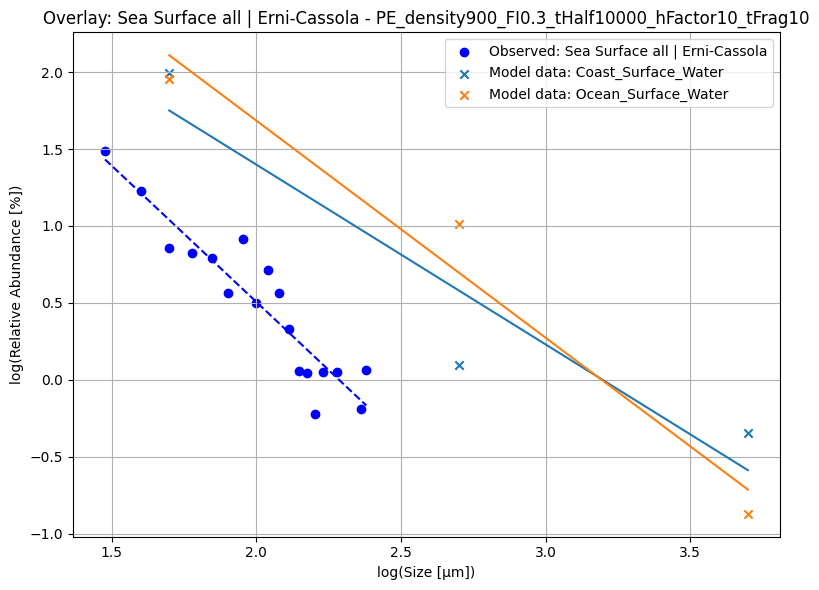 Overlay: Sea Surface all | Erni-Cassola - PE_density900_FI0.3_tHalf10000_hFactor10_tFrag10
Observed: Sea Surface all | Erni-Cassola
Model data: Coast_Surface_Water
Model data: Ocean_Surface_Water
log(Relative Abundance [%])
2.0
1.5
1.0
0.5
0.0
−0.5
−1.0
1.5 2.0 2.5 3.0 3.5
log(Size [µm])